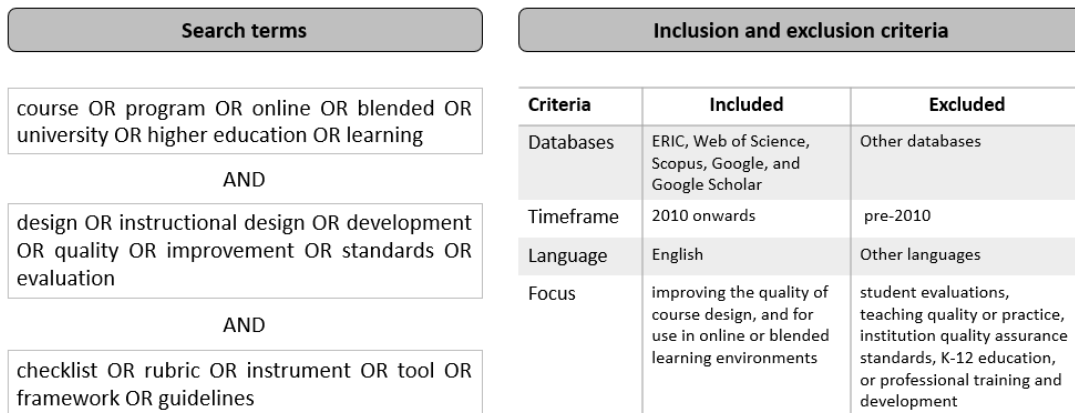 Search terms
course OR program OR online OR blended OR
university OR higher education OR learning
AND
design OR instructional design OR development
OR quality OR improvement OR standards OR
evaluation
AND
checklist OR rubric OR instrument OR tool OR
framework OR guidelines
Inclusion and exclusion criteria
Criteria Included Excluded
Databases ERIC, Web of Science, Other databases
Scopus, Google, and
Google Scholar
Timeframe 2010 onwards pre-2010
Language English Other languages
Focus improving the quality of student evaluations,
course design, and for teaching quality or practice,
use in online or blended institution quality assurance
learning environments standards, K-12 education,
or professional training and
development